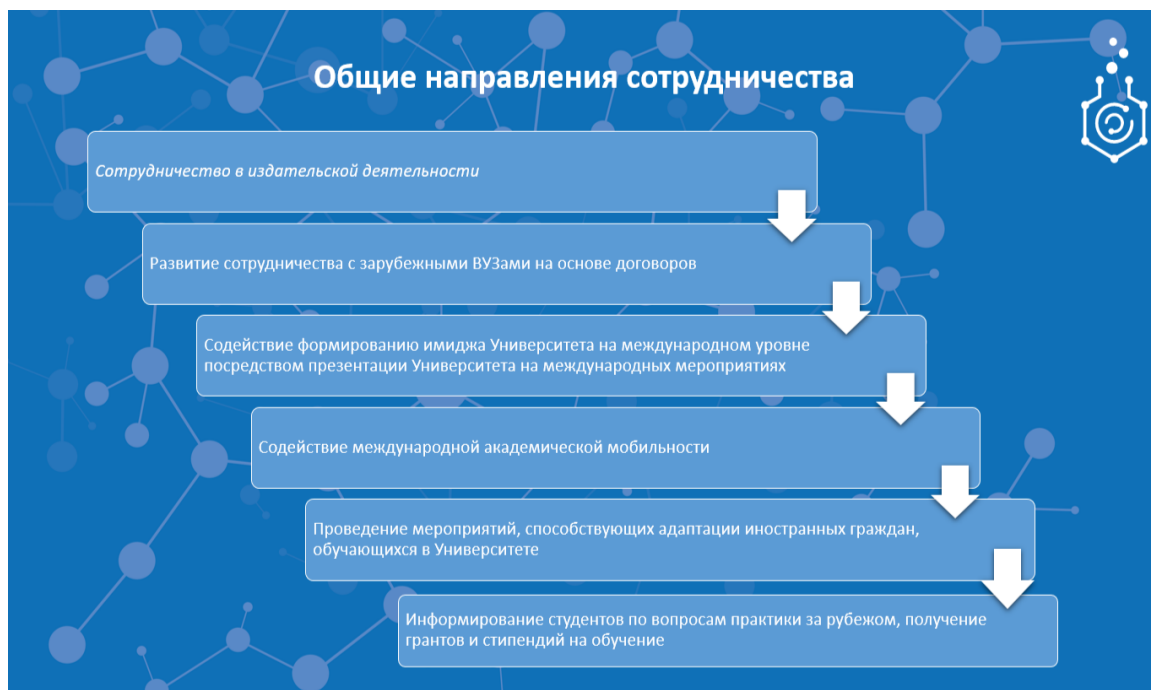 Общие направления сотрудничества
Сотрудничество в издательской деятельности
Развитие сотрудничества с зарубежными ВУЗами на основе договоров
Содействие формированию имиджа Университета на международном уровне
посредством презентации Университета на международных мероприятиях
Содействие международной академической мобильности
Проведение мероприятий, способствующих адаптации иностранных граждан,
обучающихся в Университете
Информирование студентов по вопросам практики за рубежом, получение
грантов и стипендий на обучение